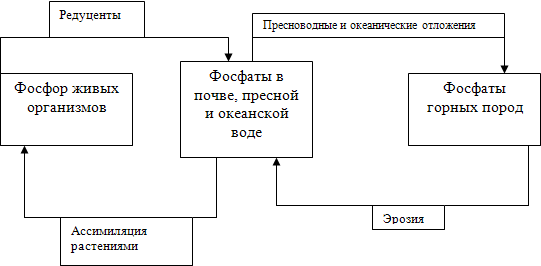 Редуценты
Пресноводные и океанические отложения
Фосфор живых
организмов
Фосфаты в
почве, пресной
и океанской
воде
Фосфаты
горных пород
Ассимиляция
растениями
Эрозия